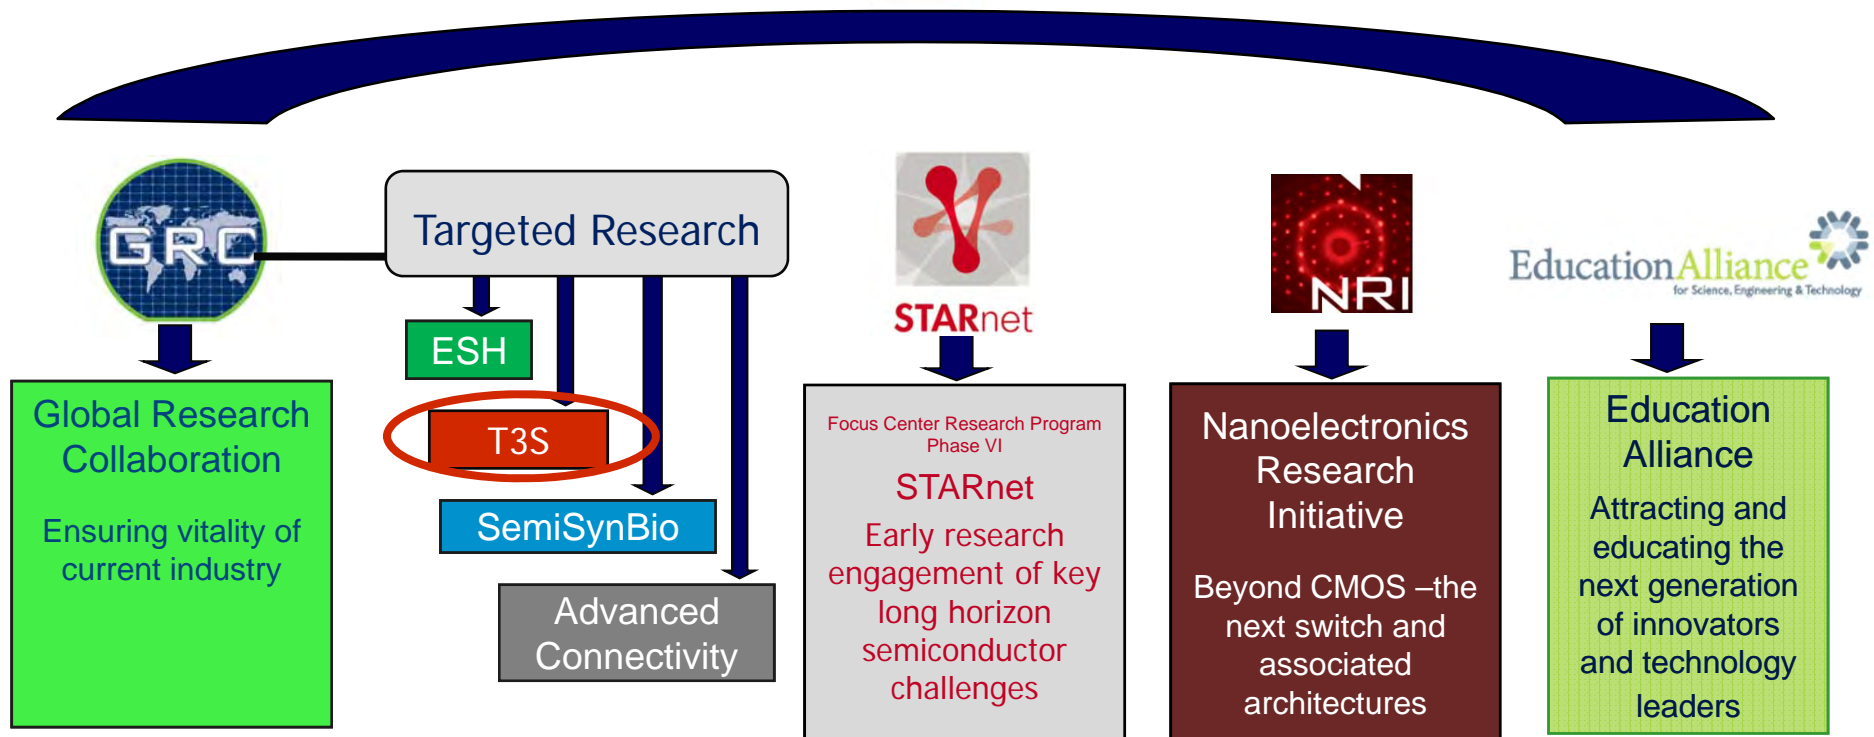 GRC
Targeted Research
ESH
T3S
SemiSynBio
Advanced
Connectivity
STARnet
NRI
Education Alliance
for Science, Engineering & Technology
Global Research
Collaboration
Ensuring vitality of
current industry
Focus Center Research Program
Phase VI
STARnet
Early research
engagement of key
long horizon
semiconductor
challenges
Nanoelectronics
Research
Initiative
Beyond CMOS –the
next switch and
associated
architectures
Education
Alliance
Attracting and
educating the
next generation
of innovators
and technology
leaders